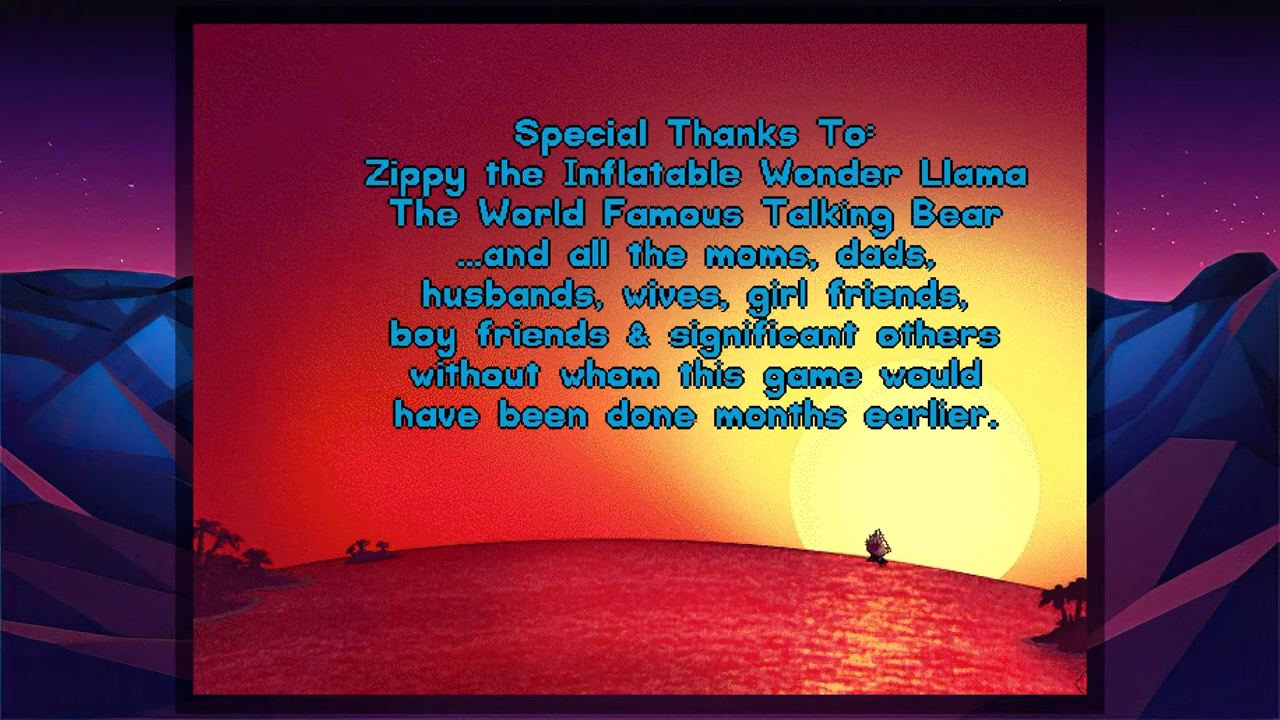 Special Thanks To:
Zippy the Inflatable Wonder Llama
The World Famous Talking Bear
...and all the moms, dads,
husbands, wives, girl friends,
boy friends & significant others
without whom this game would
have been done months earlier.